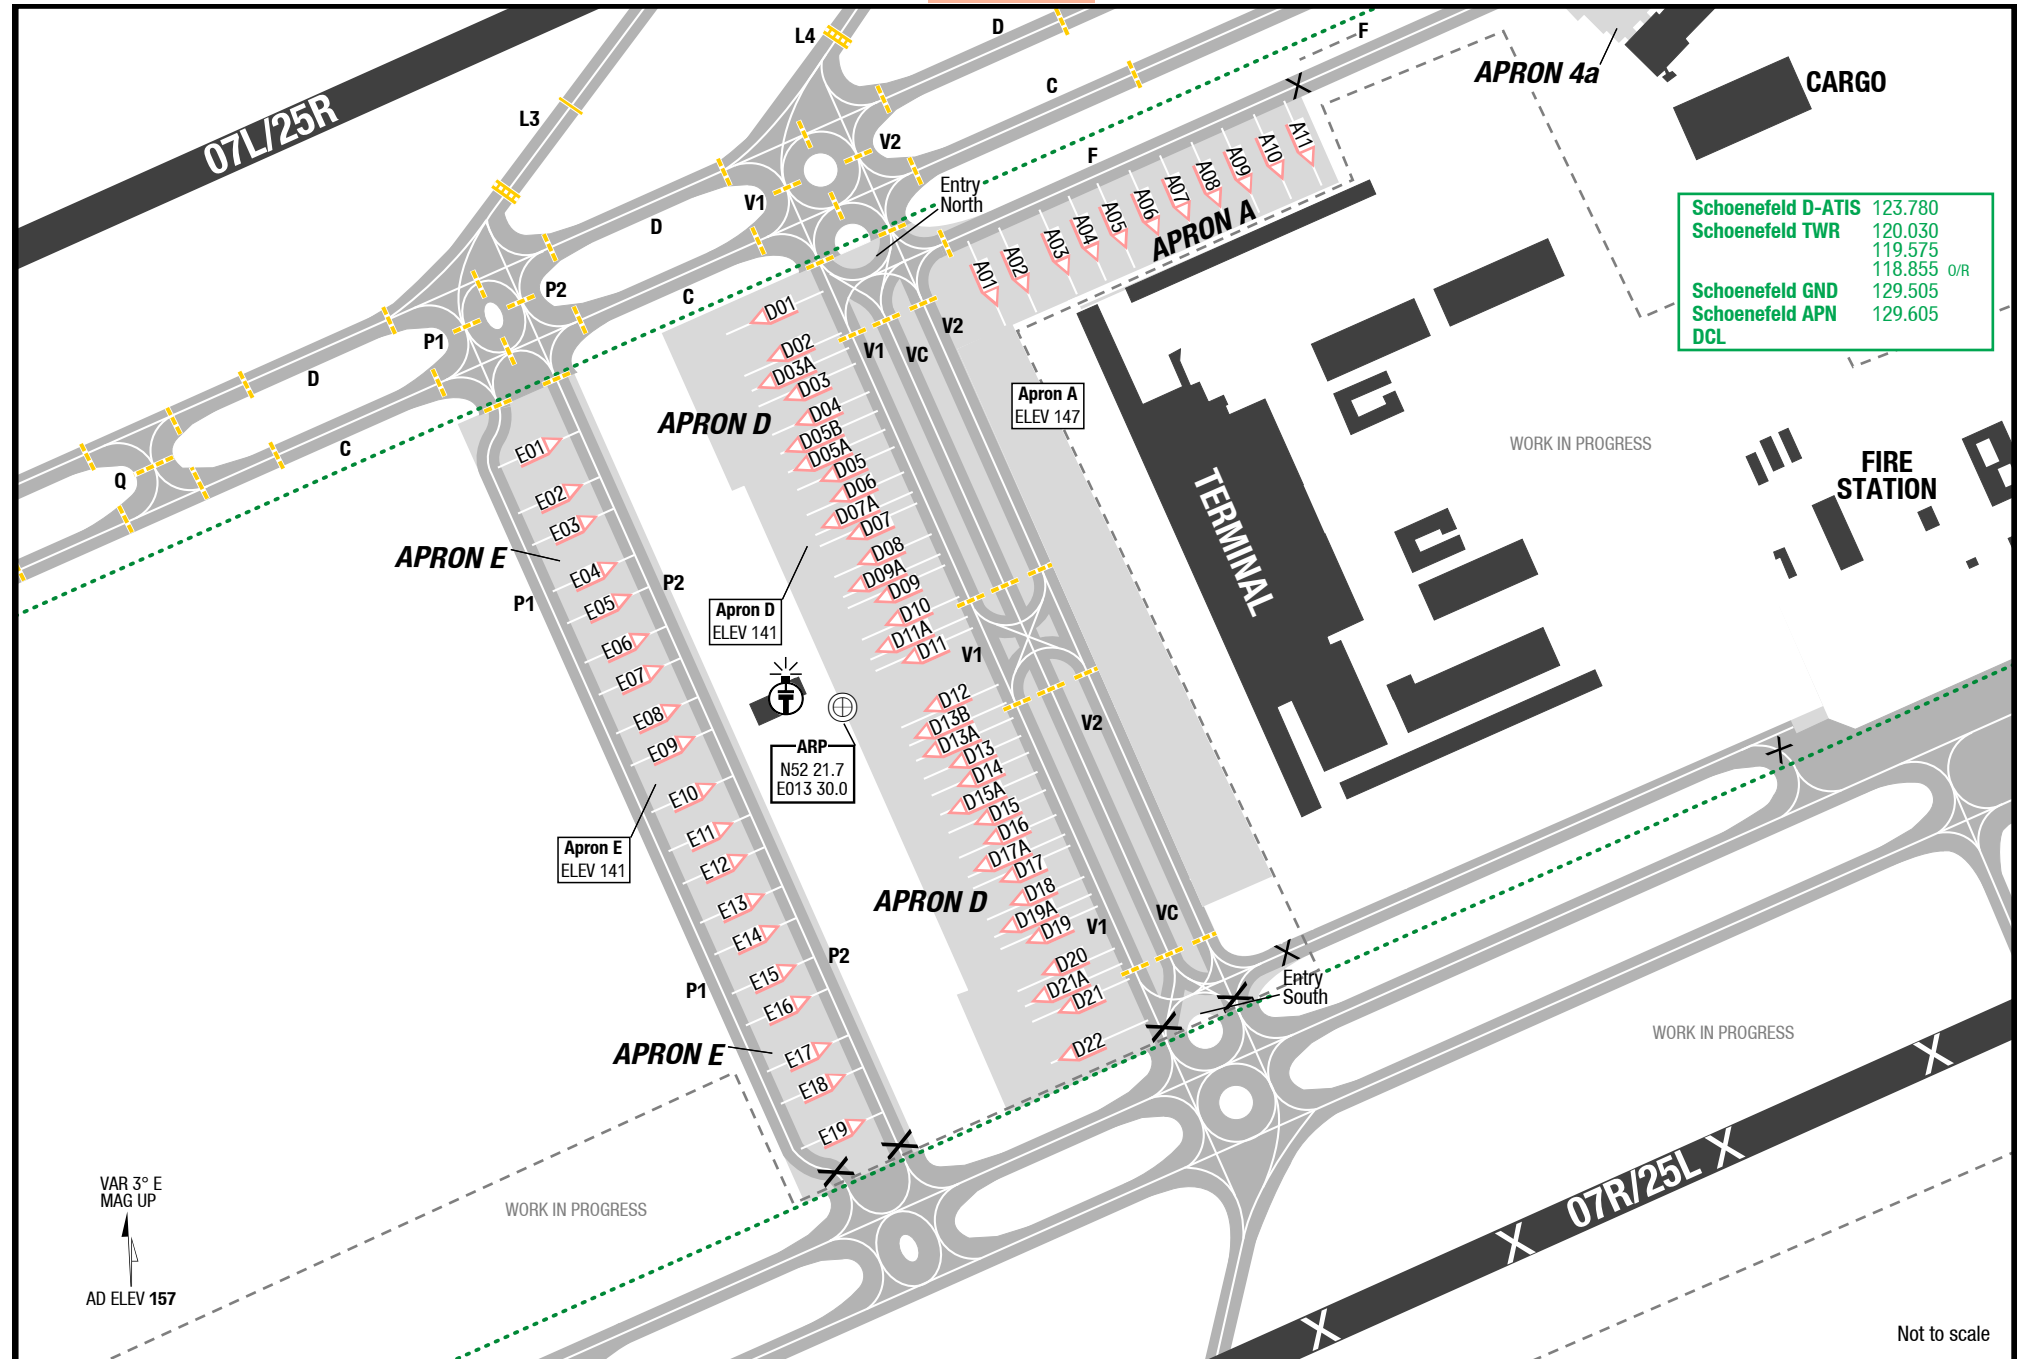 L4
D
F
C
APRON 4a
CARGO
L3
07L/25R
V2
F
A11
A10
A09
A08
A07
A06
A05
A04
A03
A02
A01
APRON A
Entry
North
V1
D
P2
C
P1
D
C
Q
Schoenefeld D-ATIS 123.780
Schoenefeld TWR 120.030
119.575
118.855 O/R
Schoenefeld GND 129.505
Schoenefeld APN 129.605
DCL
V2
V1
VC
D01
D02
D03A
D03
D04
D05B
D05A
D05
D06
D07A
D07
D08
D09A
D09
D10
D11A
D11
APRON D
Apron A
ELEV 147
WORK IN PROGRESS
FIRE
STATION
TERMINAL
E01
E02
E03
E04
E05
E06
E07
E08
E09
E10
E11
E12
E13
E14
E15
E16
E17
E18
E19
APRON E
P1
P2
Apron D
ELEV 141
V1
V2
ARP
N52 21.7
E013 30.0
D12
D13B
D13A
D13
D14
D15A
D15
D16
D17A
D17
D18
D19A
D19
D20
D21A
D21
D22
Apron E
ELEV 141
APRON D
V1
VC
P2
P1
Entry
South
APRON E
WORK IN PROGRESS
07R/25L
WORK IN PROGRESS
VAR 3° E
MAG UP
AD ELEV 157
Not to scale